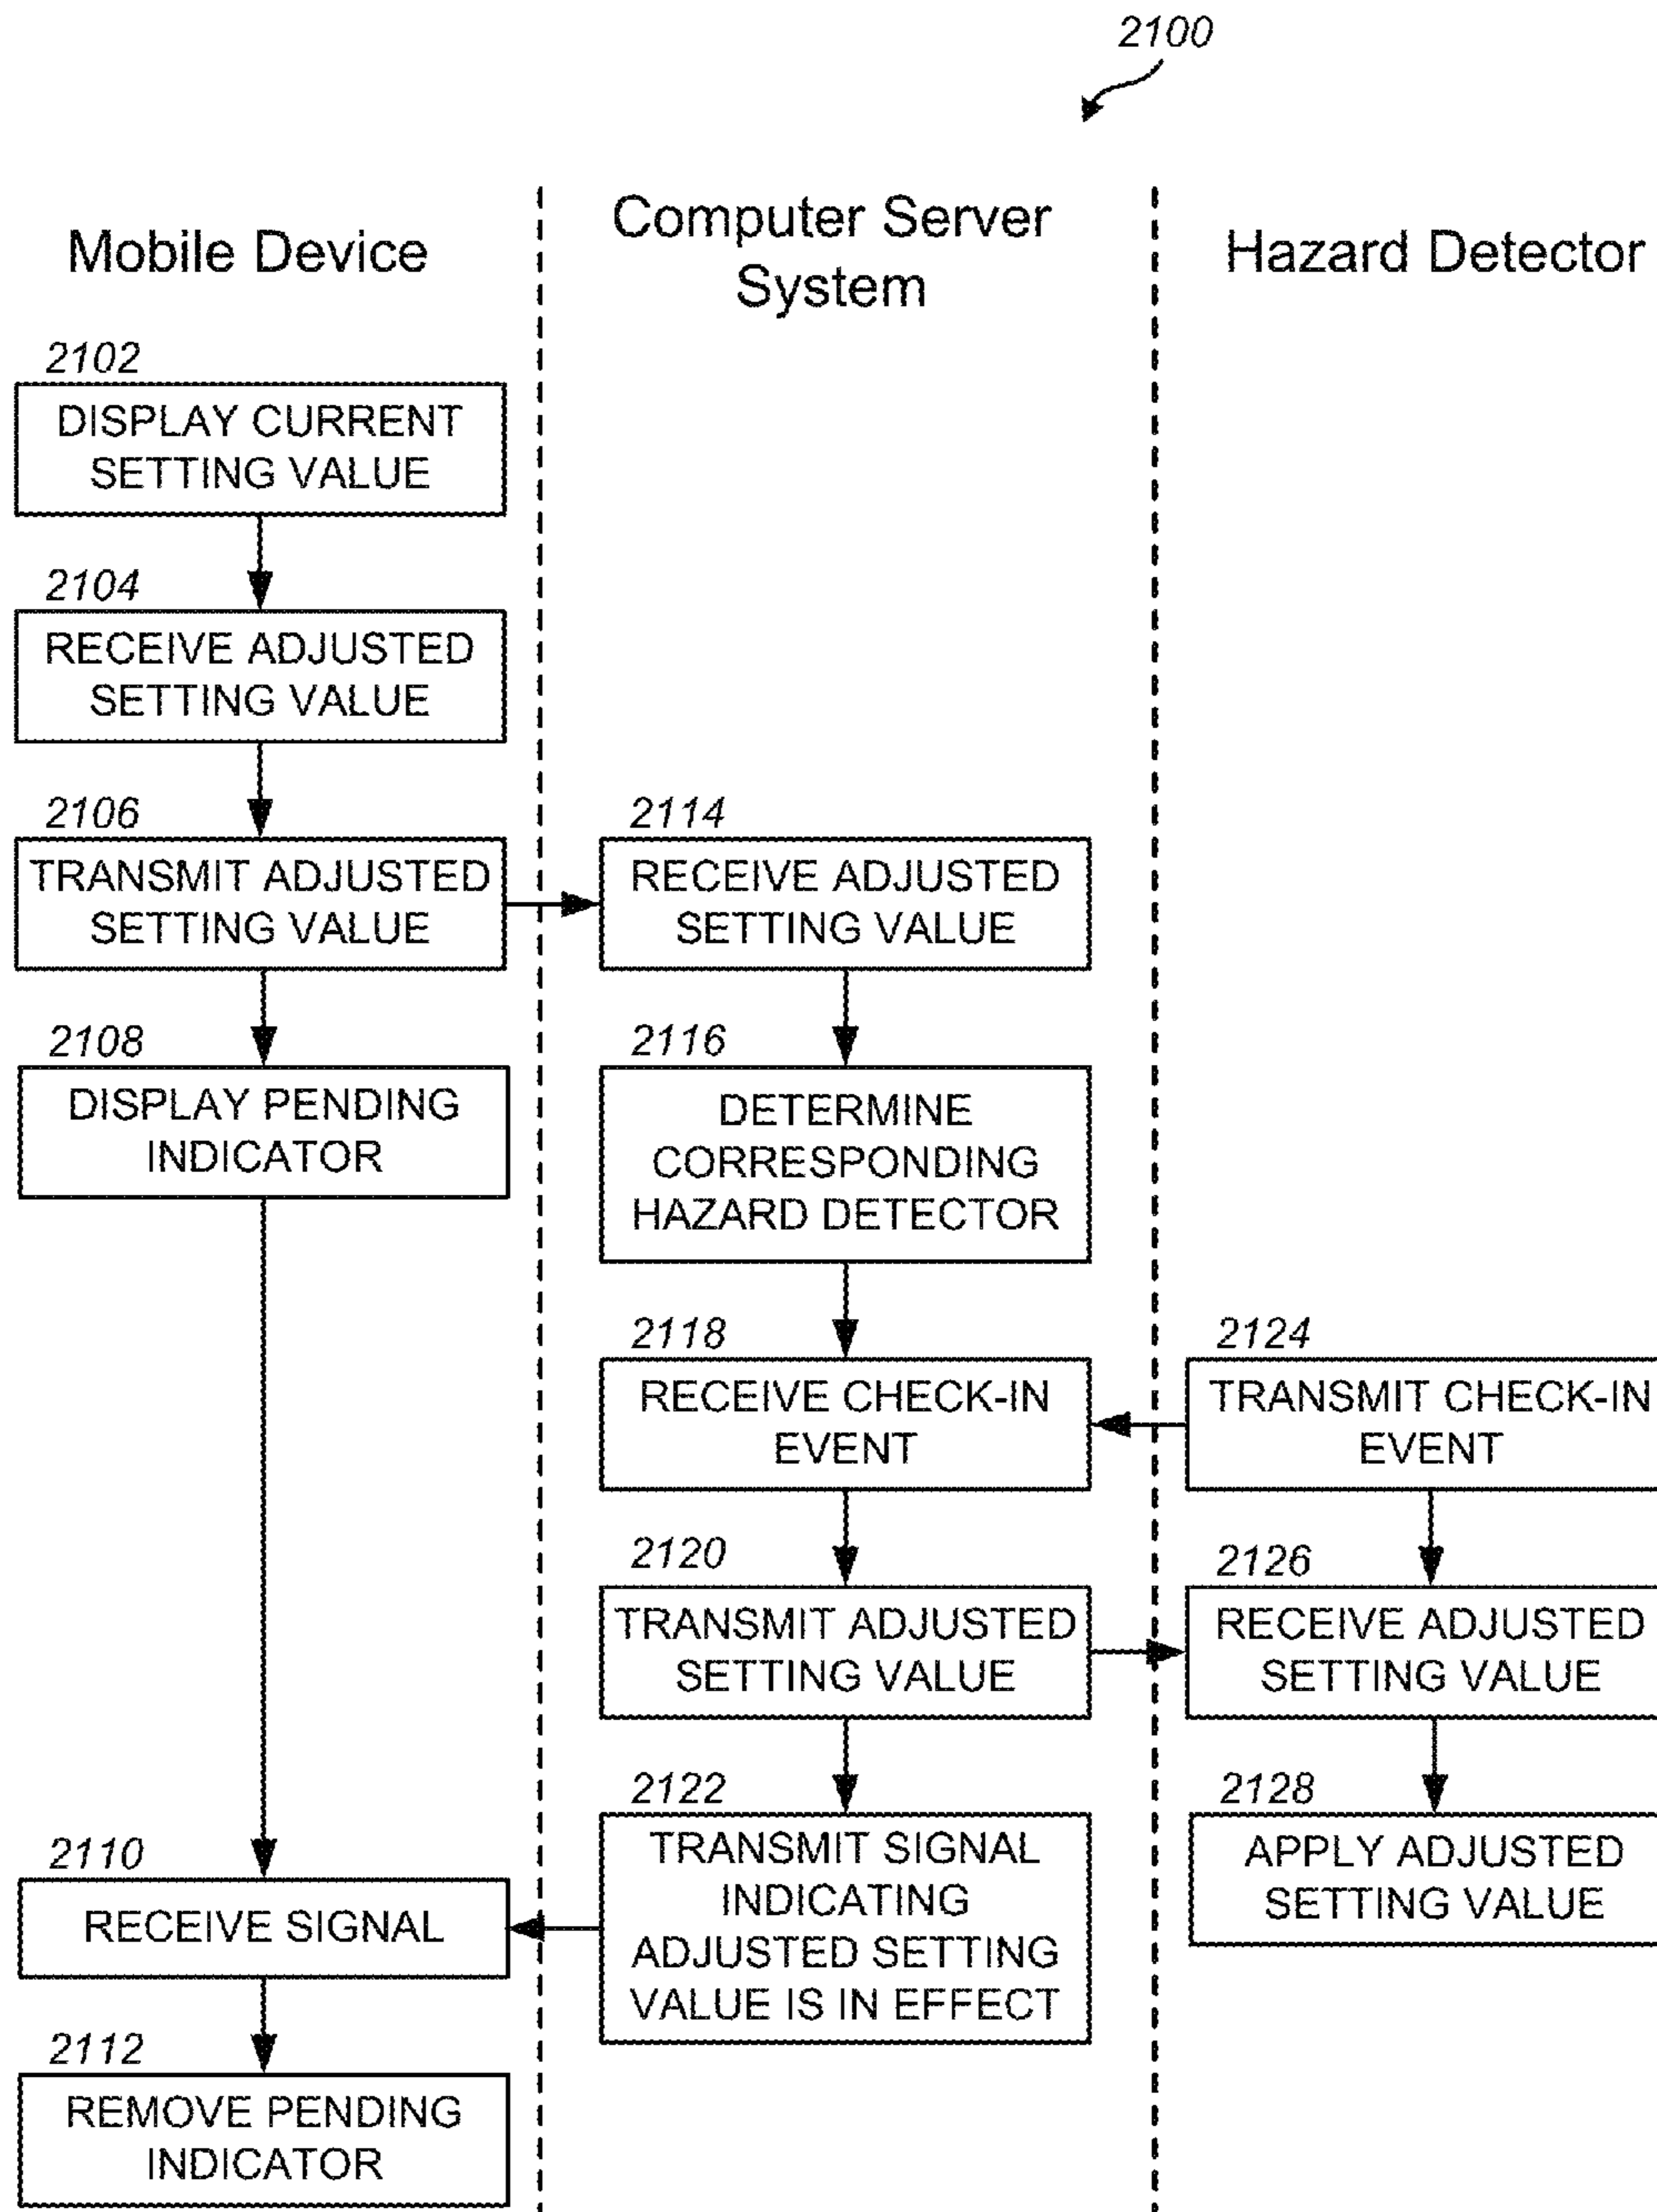 2100
Mobile Device
Computer Server
System
Hazard Detector
2102
DISPLAY CURRENT
SETTING VALUE
2104
RECEIVE ADJUSTED
SETTING VALUE
2106
TRANSMIT ADJUSTED
SETTING VALUE
2108
DISPLAY PENDING
INDICATOR
2110
RECEIVE SIGNAL
2112
REMOVE PENDING
INDICATOR
2114
RECEIVE ADJUSTED
SETTING VALUE
2116
DETERMINE
CORRESPONDING
HAZARD DETECTOR
2118
RECEIVE CHECK-IN
EVENT
2120
TRANSMIT ADJUSTED
SETTING VALUE
2122
TRANSMIT SIGNAL
INDICATING
ADJUSTED SETTING
VALUE IS IN EFFECT
2124
TRANSMIT CHECK-IN
EVENT
2126
RECEIVE ADJUSTED
SETTING VALUE
2128
APPLY ADJUSTED
SETTING VALUE